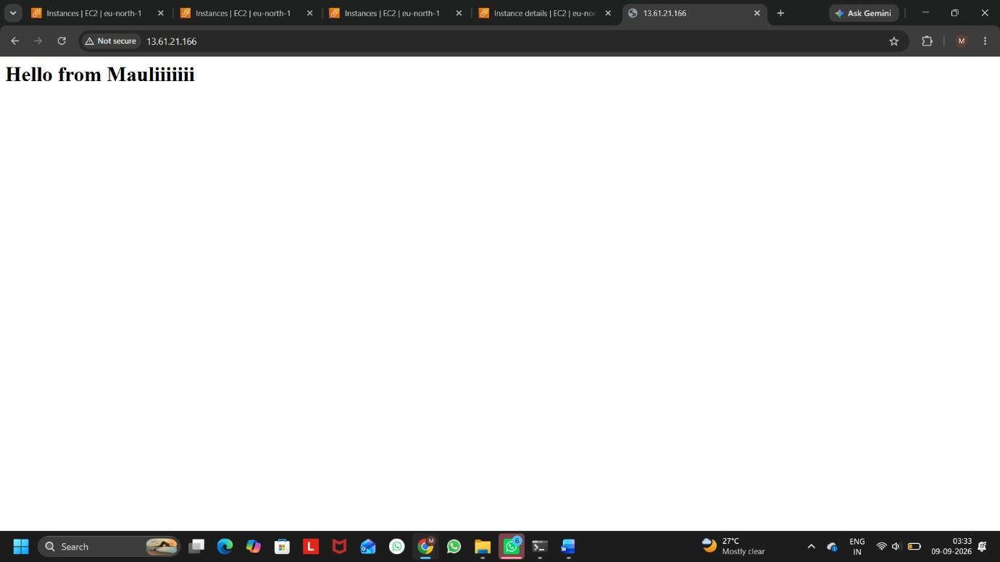 Instances | EC2 | eu-north-1
Instances | EC2 | eu-north-1
Instances | EC2 | eu-north-1
Instance details | EC2 | eu-nor
13.61.21.166
Ask Gemini
Not secure
13.61.21.166
M
Hello from Mauliiiiiii
Search
L
M
6
27°C
Mostly clear
ENG
IN
03:33
09-09-2026